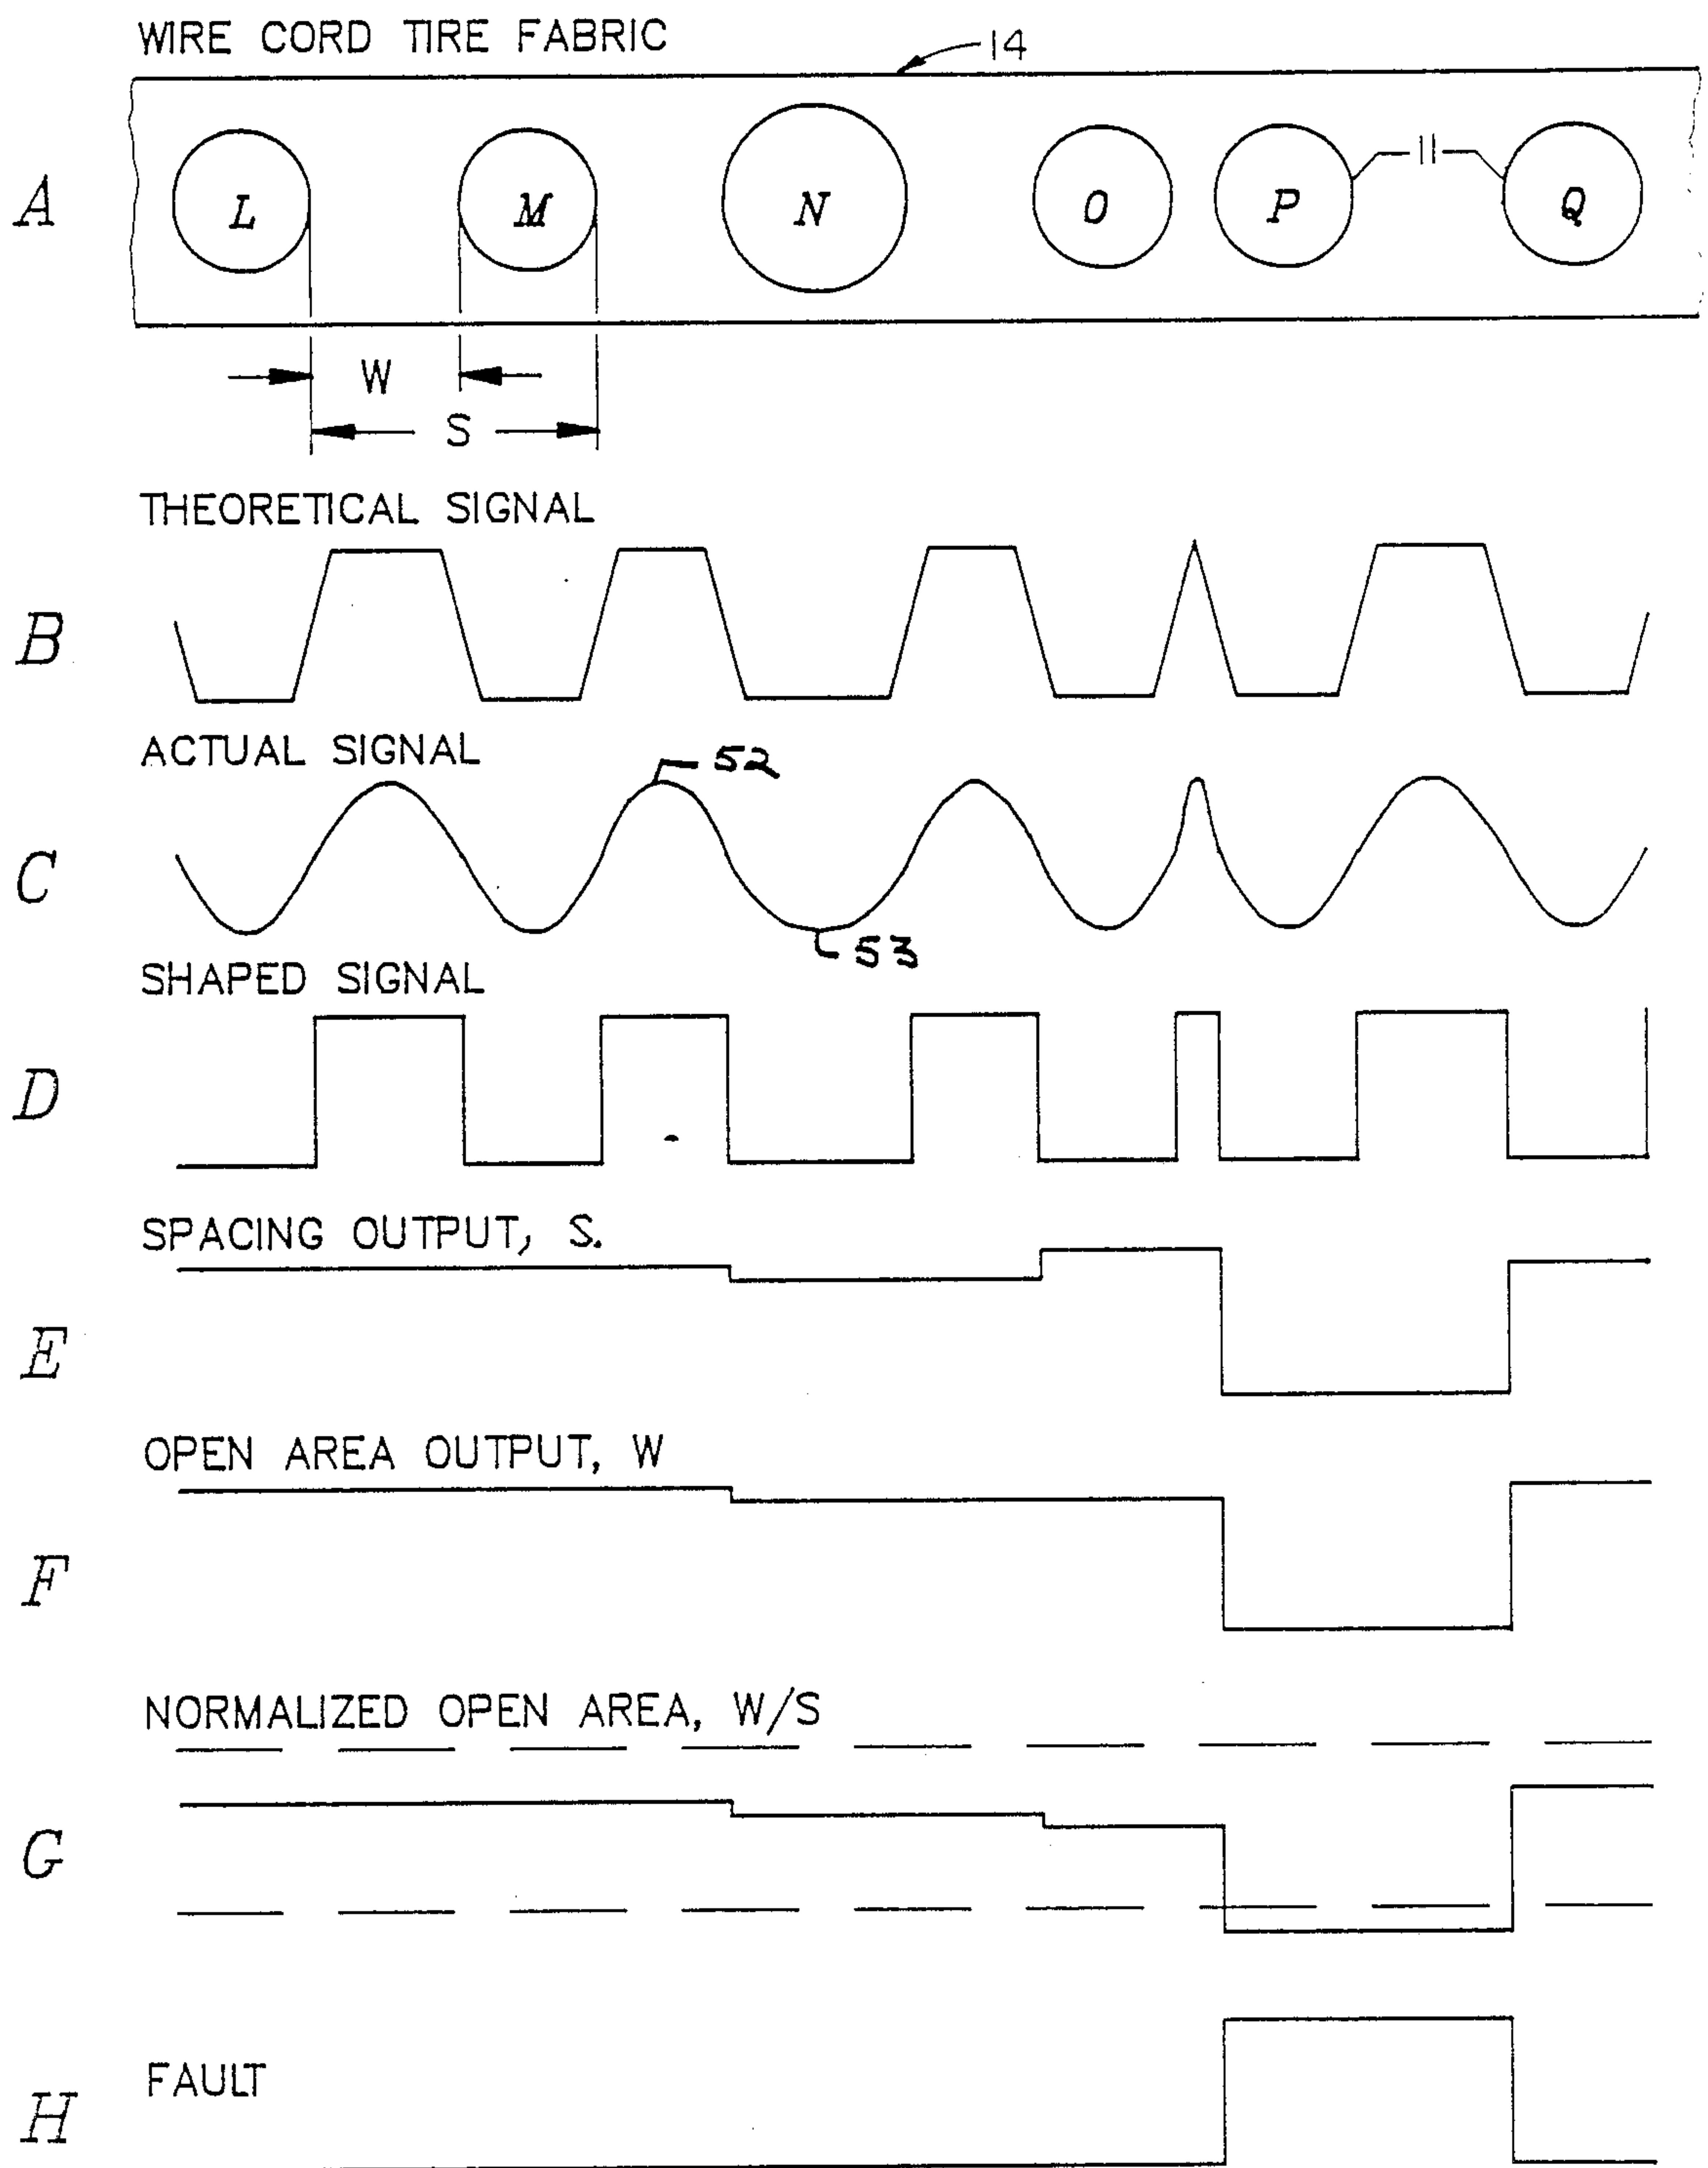 WIRE CORD TIRE FABRIC
14
A
L M N O P 11 Q
W
S
THEORETICAL SIGNAL
B
ACTUAL SIGNAL
52
C
53
SHAPED SIGNAL
D
SPACING OUTPUT, S.
E
OPEN AREA OUTPUT, W
F
NORMALIZED OPEN AREA, W/S
G
FAULT
H